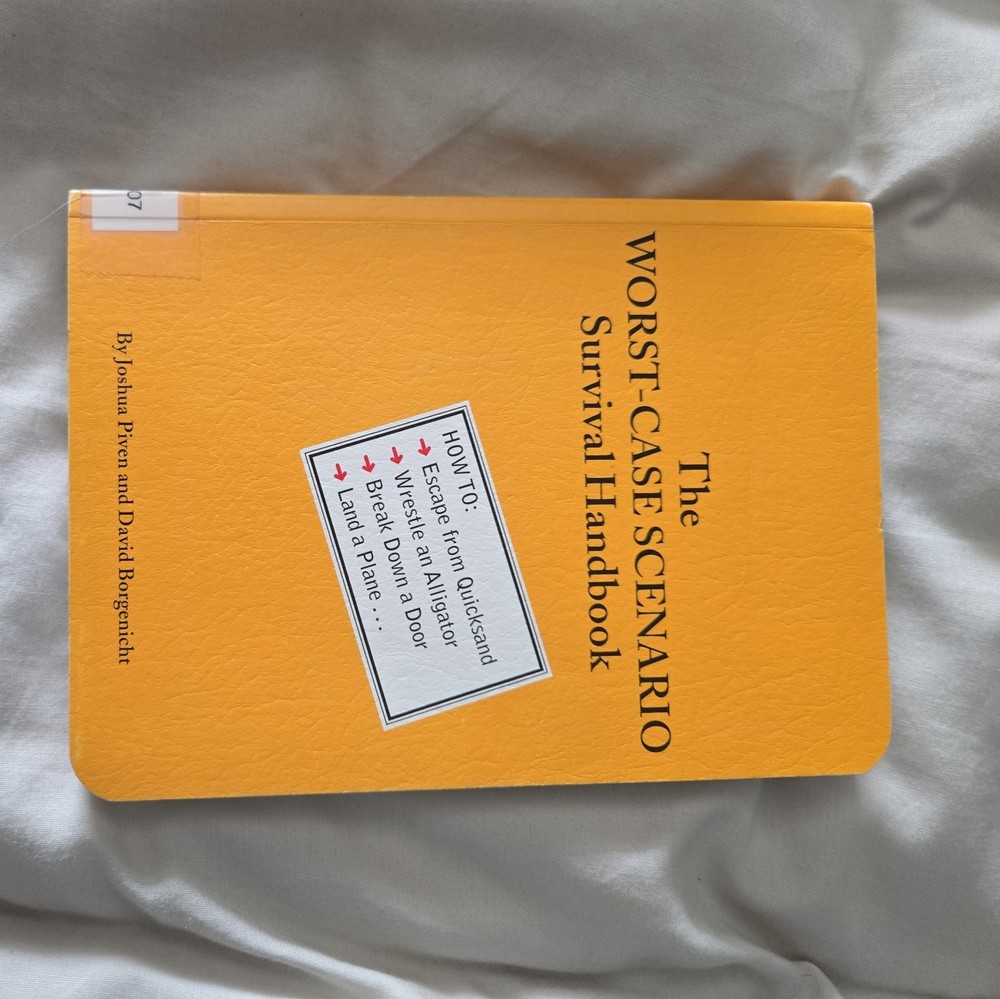 The
WORST-CASE SCENARIO
Survival Handbook
HOW TO:
➔ Escape from Quicksand
➔ Wrestle an Alligator
➔ Break Down a Door
➔ Land a Plane . . .
By Joshua Piven and David Borgenicht
07